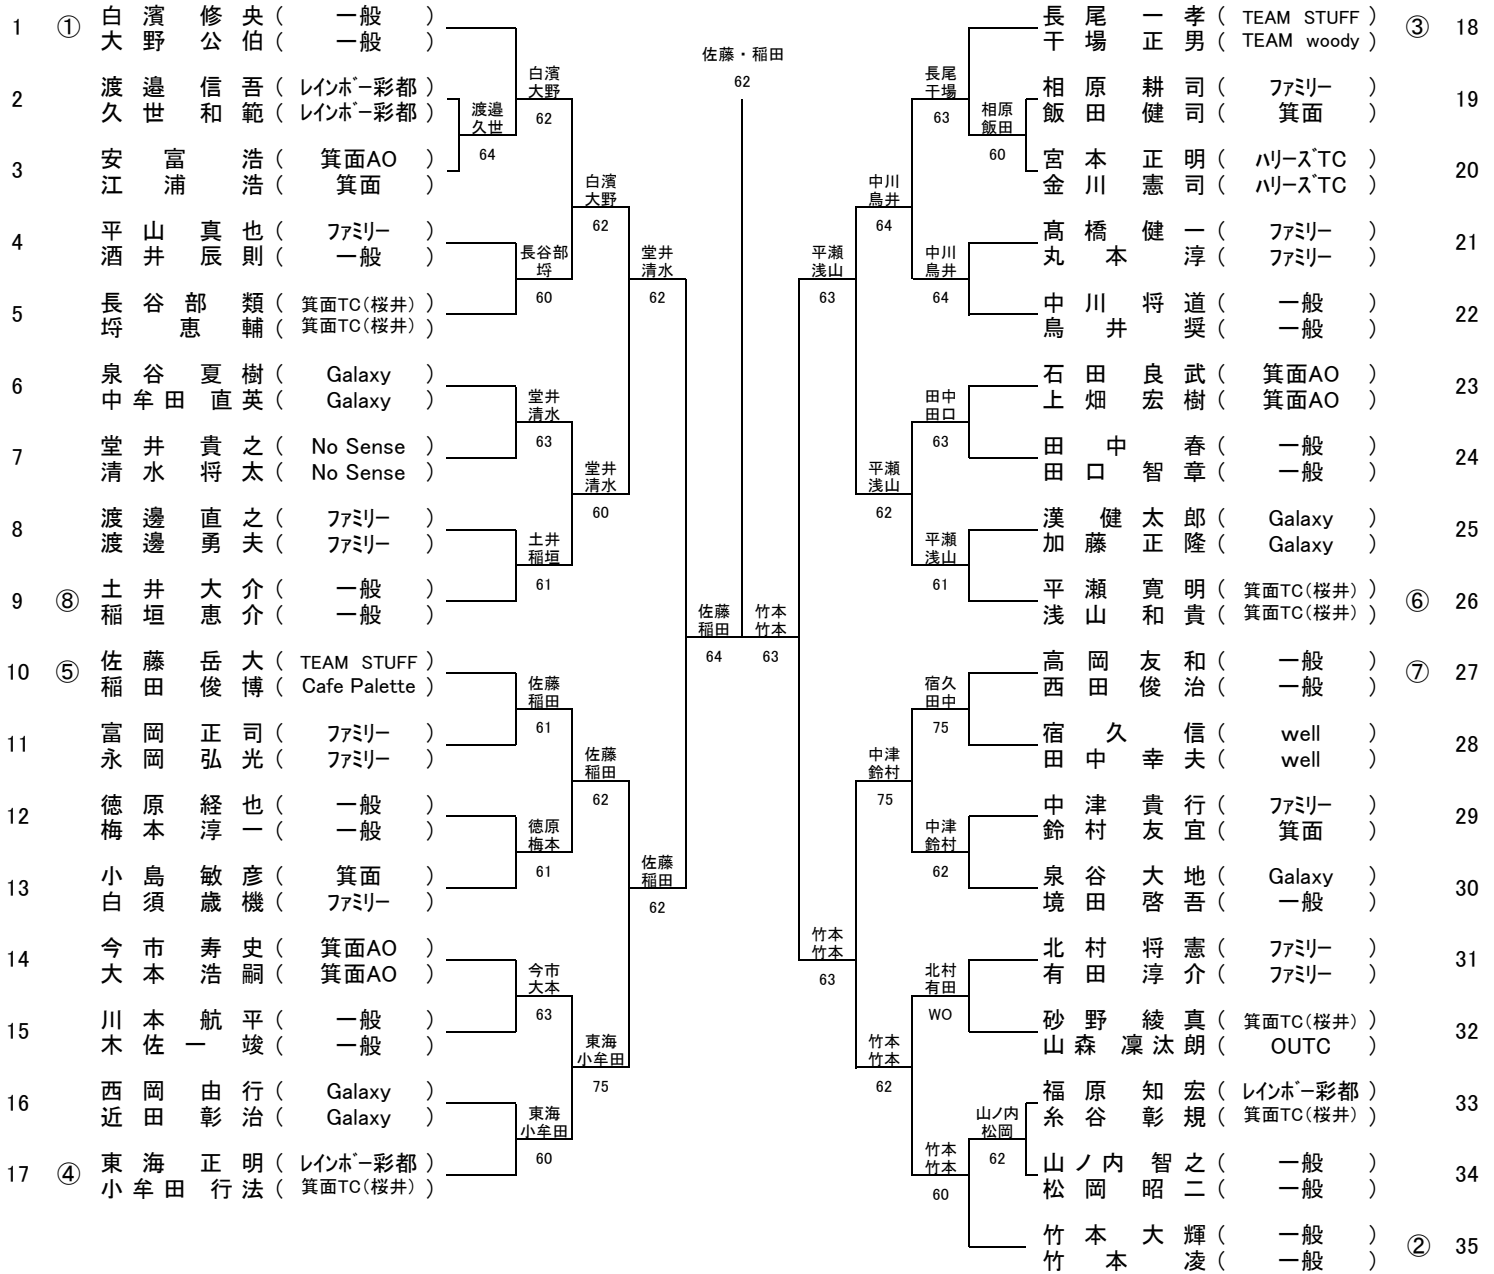 1 ① 白濱 修央 ( 一般 )
大野 公伯 ( 一般 )
2 渡邉 信吾 ( レインボー彩都 )
久世 和範 ( レインボー彩都 )
3 安富 浩 ( 箕面AO )
江浦 浩 ( 箕面 )
4 平山 真也 ( ファミリー )
酒井 辰則 ( 一般 )
5 長谷部 類 ( 箕面TC(桜井) )
埒 恵輔 ( 箕面TC(桜井) )
6 泉谷 夏樹 ( Galaxy )
中牟田 直英 ( Galaxy )
7 堂井 貴之 ( No Sense )
清水 将太 ( No Sense )
8 渡邊 直之 ( ファミリー )
渡邊 勇夫 ( ファミリー )
9 ⑧ 土井 大介 ( 一般 )
稲垣 恵介 ( 一般 )
10 ⑤ 佐藤 岳大 ( TEAM STUFF )
稲田 俊博 ( Cafe Palette )
11 富岡 正司 ( ファミリー )
永岡 弘光 ( ファミリー )
12 徳原 経也 ( 一般 )
梅本 淳一 ( 一般 )
13 小島 敏彦 ( 箕面 )
白須 歳機 ( ファミリー )
14 今市 寿史 ( 箕面AO )
大本 浩嗣 ( 箕面AO )
15 川本 航平 ( 一般 )
木佐一 竣 ( 一般 )
16 西岡 由行 ( Galaxy )
近田 彰治 ( Galaxy )
17 ④ 東海 正明 ( レインボー彩都 )
小牟田 行法 ( 箕面TC(桜井) )
渡邉
久世
64
白濱
大野
62
長谷部
埒
60
堂井
清水
63
土井
稲垣
61
佐藤
稲田
61
徳原
梅本
61
今市
大本
63
東海
小牟田
60
白濱
大野
62
堂井
清水
60
佐藤
稲田
62
東海
小牟田
75
堂井
清水
62
佐藤
稲田
62
佐藤
稲田
64
佐藤・稲田
62
竹本
竹本
63
平瀬
浅山
63
竹本
竹本
63
中川
鳥井
64
平瀬
浅山
62
中津
鈴村
75
竹本
竹本
62
長尾
干場
63
中川
鳥井
64
田中
田口
63
平瀬
浅山
61
宿久
田中
75
中津
鈴村
62
北村
有田
WO
竹本
竹本
60
相原
飯田
60
山ノ内
松岡
62
長尾 一孝 ( TEAM STUFF ) ③ 18
干場 正男 ( TEAM woody )
相原 耕司 ( ファミリー ) 19
飯田 健司 ( 箕面 )
宮本 正明 ( ハリーズTC ) 20
金川 憲司 ( ハリーズTC )
髙橋 健一 ( ファミリー ) 21
丸本 淳 ( ファミリー )
中川 将道 ( 一般 ) 22
鳥井 奨 ( 一般 )
石田 良武 ( 箕面AO ) 23
上畑 宏樹 ( 箕面AO )
田中 春 ( 一般 ) 24
田口 智章 ( 一般 )
漢 健太郎 ( Galaxy ) 25
加藤 正隆 ( Galaxy )
平瀬 寛明 ( 箕面TC(桜井) ) ⑥ 26
浅山 和貴 ( 箕面TC(桜井) )
高岡 友和 ( 一般 ) ⑦ 27
西田 俊治 ( 一般 )
宿久 信 ( well ) 28
田中 幸夫 ( well )
中津 貴行 ( ファミリー ) 29
鈴村 友宜 ( 箕面 )
泉谷 大地 ( Galaxy ) 30
境田 啓吾 ( 一般 )
北村 将憲 ( ファミリー ) 31
有田 淳介 ( ファミリー )
砂野 綾真 ( 箕面TC(桜井) ) 32
山森 凜汰朗 ( OUTC )
福原 知宏 ( レインボー彩都 ) 33
糸谷 彰規 ( 箕面TC(桜井) )
山ノ内 智之 ( 一般 ) 34
松岡 昭二 ( 一般 )
竹本 大輝 ( 一般 ) ② 35
竹本 凌 ( 一般 )